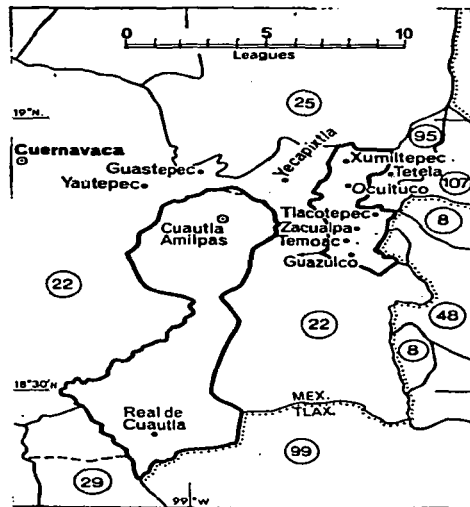 0 5 10
Leagues
25
19° N.
95
Cuernavaca
Yecapixtla
Xumiltepec
Guastepec
Tetela
107
Yautepec
Ocuituco
Tlacotepec
8
Cuautla
Amilpas
Zacualpa
Temoac
Guazulco
22
22
48
8
18°30'N
MEX.
TLAX.
Real de
Cuautla
99
29
99° W